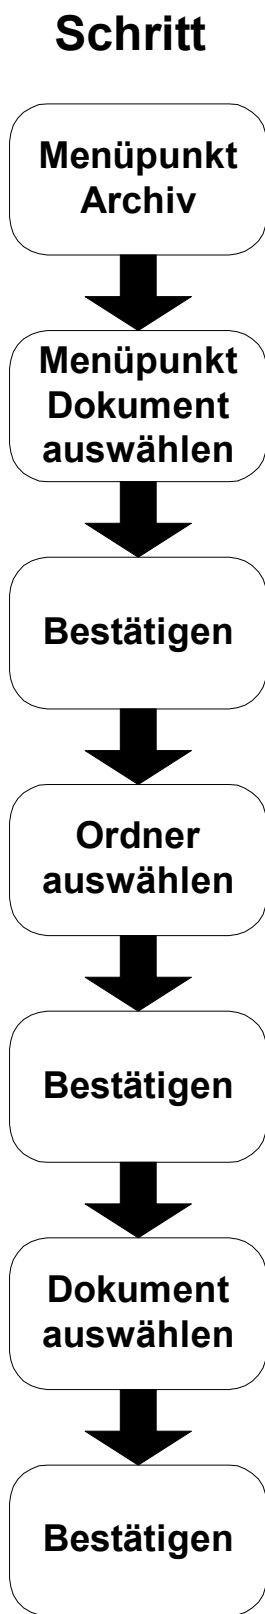 Schritt
Menüpunkt
Archiv
Menüpunkt
Dokument
auswählen
Bestätigen
Ordner
auswählen
Bestätigen
Dokument
auswählen
Bestätigen